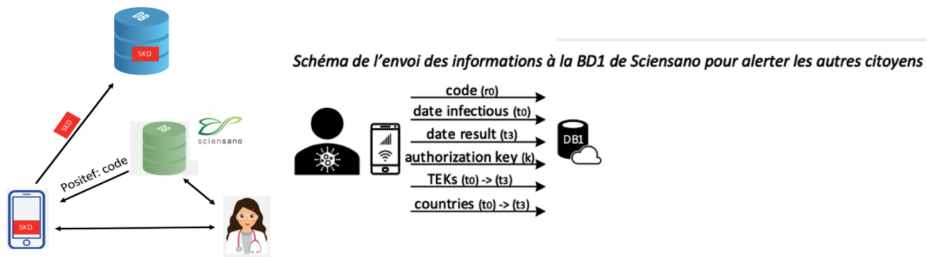 DB
SKD
SKD
DB
sciensano
Positef: code
SKD
Schéma de l'envoi des informations à la BD1 de Sciensano pour alerter les autres citoyens
code (r0)
date infectious (t0)
date result (t3)
authorization key (k)
TEKs (t0) -> (t3)
countries (t0) -> (t3)
DB1